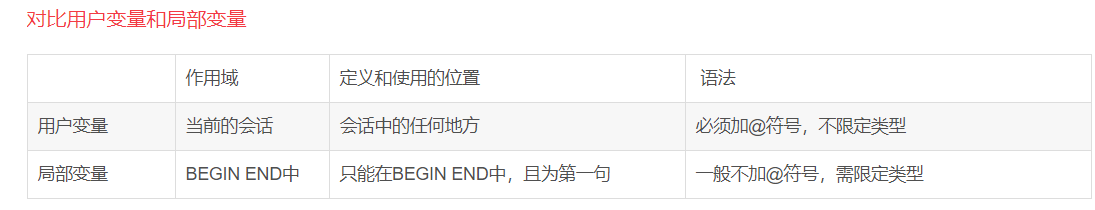 对比用户变量和局部变量
作用域 定义和使用的位置 语法
用户变量 当前的会话 会话中的任何地方 必须加@符号，不限定类型
局部变量 BEGIN END中 只能在BEGIN END中，且为第一句 一般不加@符号，需限定类型